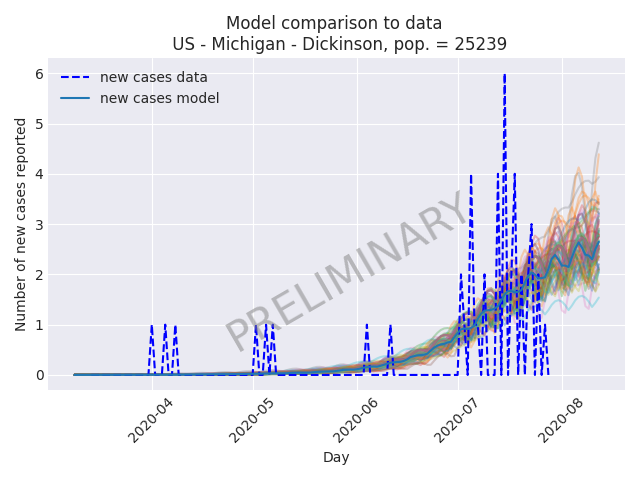 Model comparison to data
US - Michigan - Dickinson, pop. = 25239
6
5
4
3
2
1
0
Number of new cases reported
new cases data
new cases model
PRELIMINARY
2020-04
2020-05
2020-06
2020-07
2020-08
Day